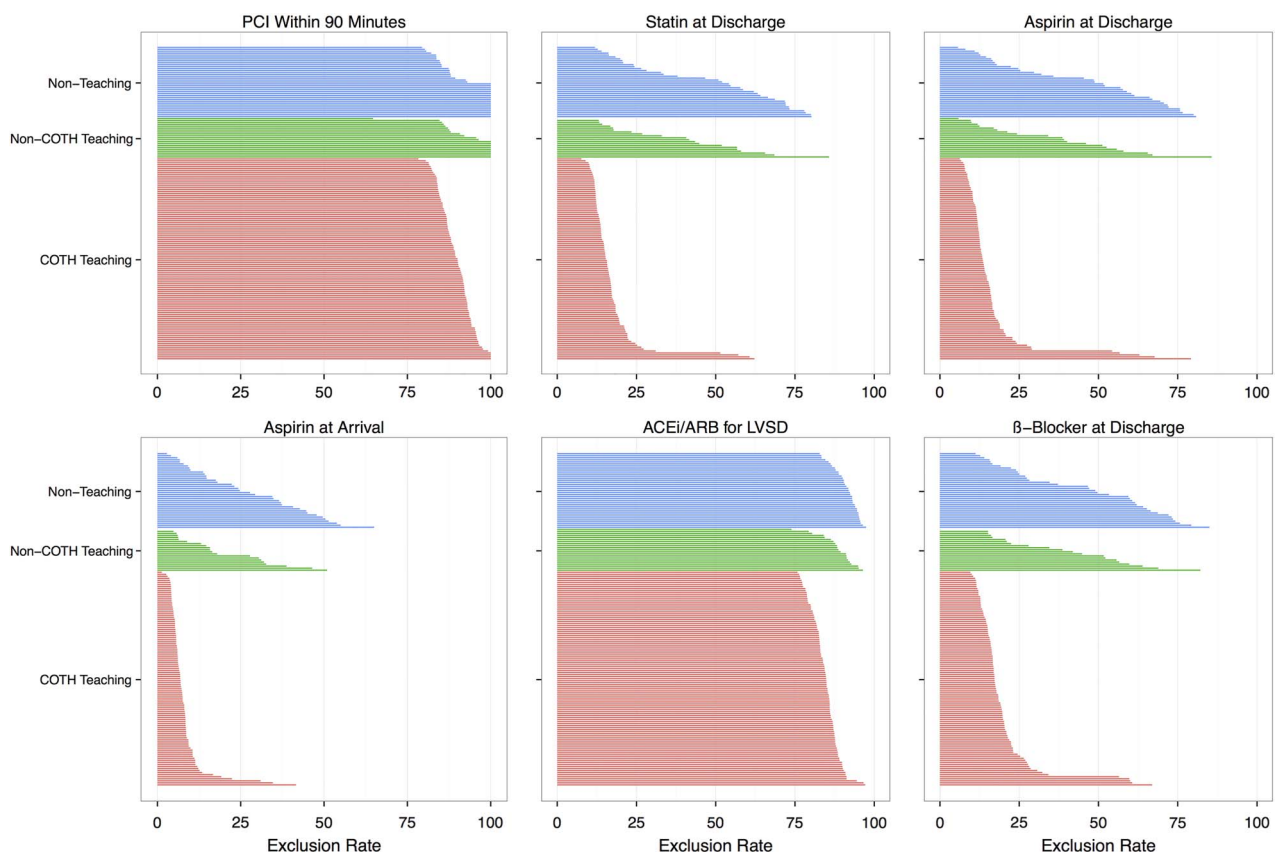 PCI Within 90 Minutes
Statin at Discharge
Aspirin at Discharge
Non−Teaching
Non−COTH Teaching
COTH Teaching
0 25 50 75 100
0 25 50 75 100
0 25 50 75 100
Aspirin at Arrival
ACEi/ARB for LVSD
ß−Blocker at Discharge
Non−Teaching
Non−COTH Teaching
COTH Teaching
0 25 50 75 100
0 25 50 75 100
0 25 50 75 100
Exclusion Rate
Exclusion Rate
Exclusion Rate